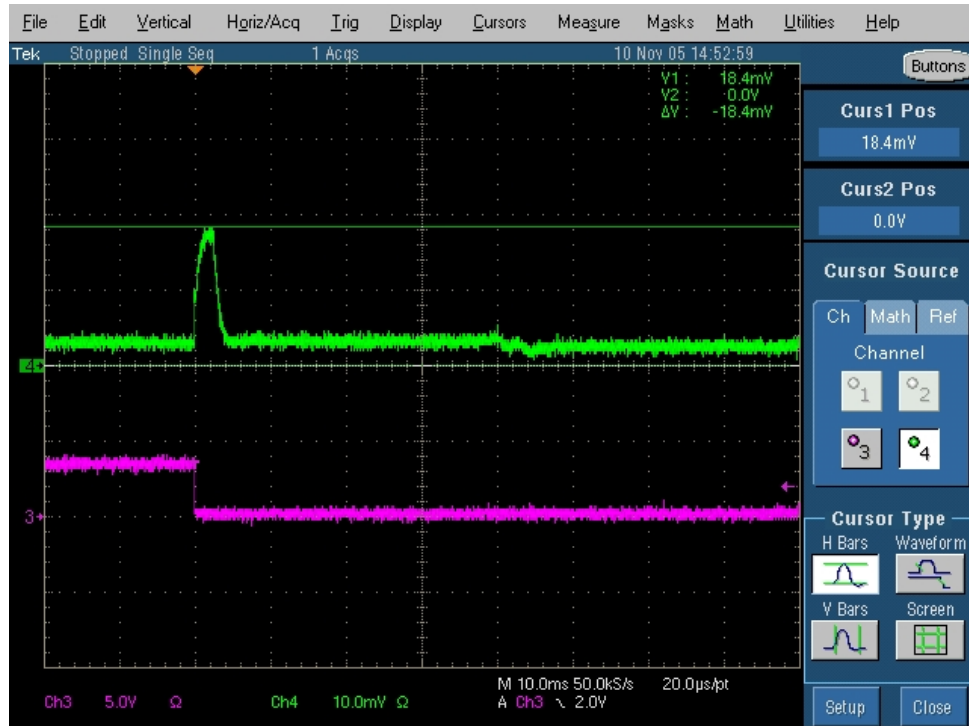 File Edit Vertical Horiz/Acq Trig Display Cursors Measure Masks Math Utilities Help
Tek Stopped Single Seq 1 Acqs 10 Nov 05 14:52:59
Buttons
V1 : 18.4mV
V2 : 0.0V
ΔV : -18.4mV
Curs1 Pos
18.4mV
Curs2 Pos
0.0V
Cursor Source
Ch Math Ref
Channel
1 2
3 4
4
3
Cursor Type
H Bars Waveform
V Bars Screen
M 10.0ms 50.0kS/s 20.0µs/pt
Ch3 5.0V Ω Ch4 10.0mV Ω A Ch3 \ 2.0V
Setup Close